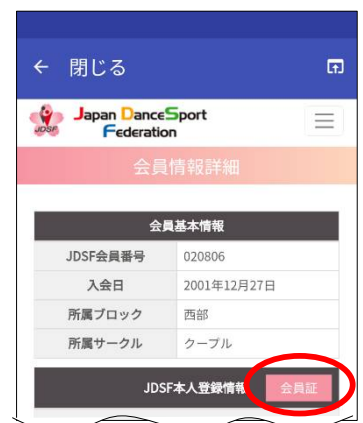 ← 閉じる
JDSF
Japan DanceSport
Federation
会員情報詳細
会員基本情報
JDSF会員番号 020806
入会日 2001年12月27日
所属ブロック 西部
所属サークル クープル
JDSF本人登録情報 会員証